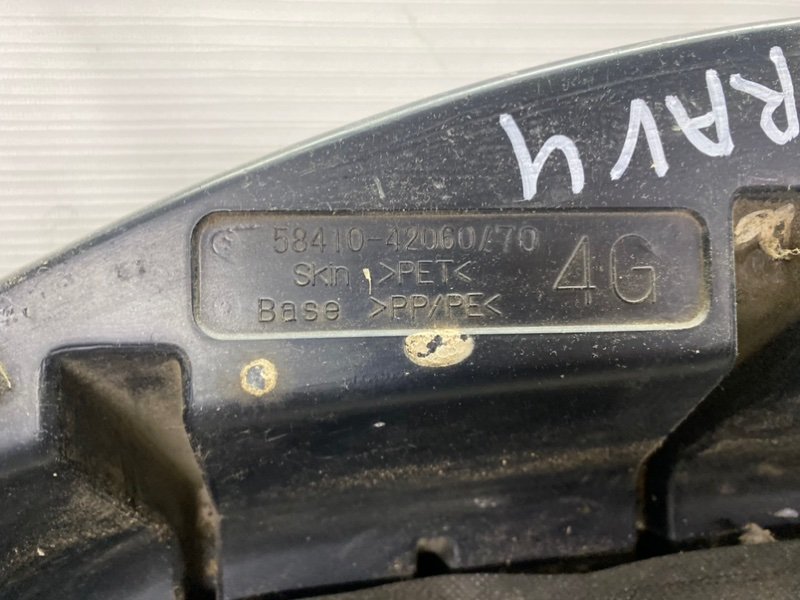 RAV4
58410-42060/70
Skin >PET<
Base >PP/PE<
4G